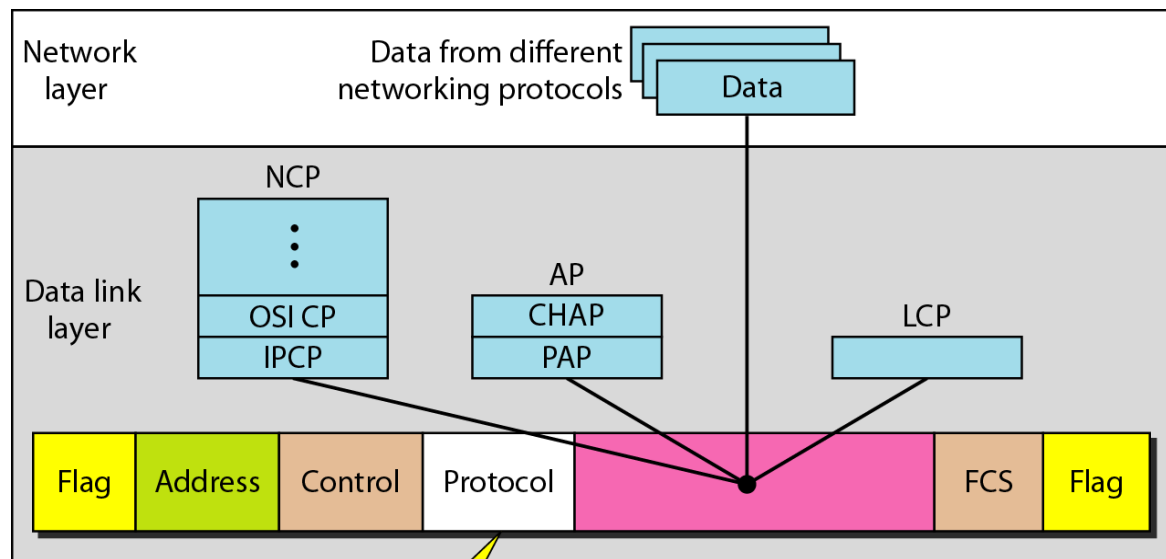 Network
layer
Data from different
networking protocols
Data
NCP
Data link
layer
OSI CP
IPCP
AP
CHAP
PAP
LCP
Flag
Address
Control
Protocol
FCS
Flag